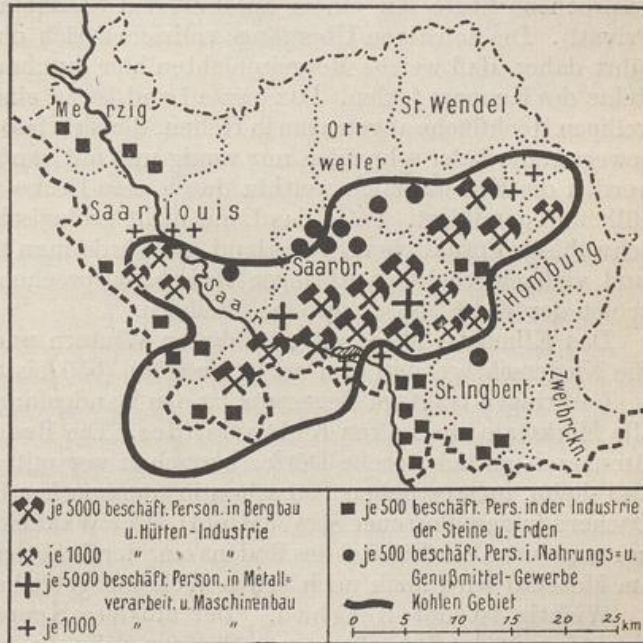 Merzig
St. Wendel
Ott
weiler
Saarlouis
Saarbr
Saar
Homburg
St. Ingbert
Zweibrckn.
je 5000 beschäft. Person. in Bergbau
u. Hütten-Industrie
je 1000 " "
je 5000 beschäft. Person. in Metall=
verarbeit. u. Maschinenbau
je 1000 " "
je 500 beschäft. Pers. in der Industrie
der Steine u. Erden
je 500 beschäft. Pers. i. Nahrungs= u.
Genußmittel-Gewerbe
Kohlen Gebiet
0 5 10 15 20 25 km